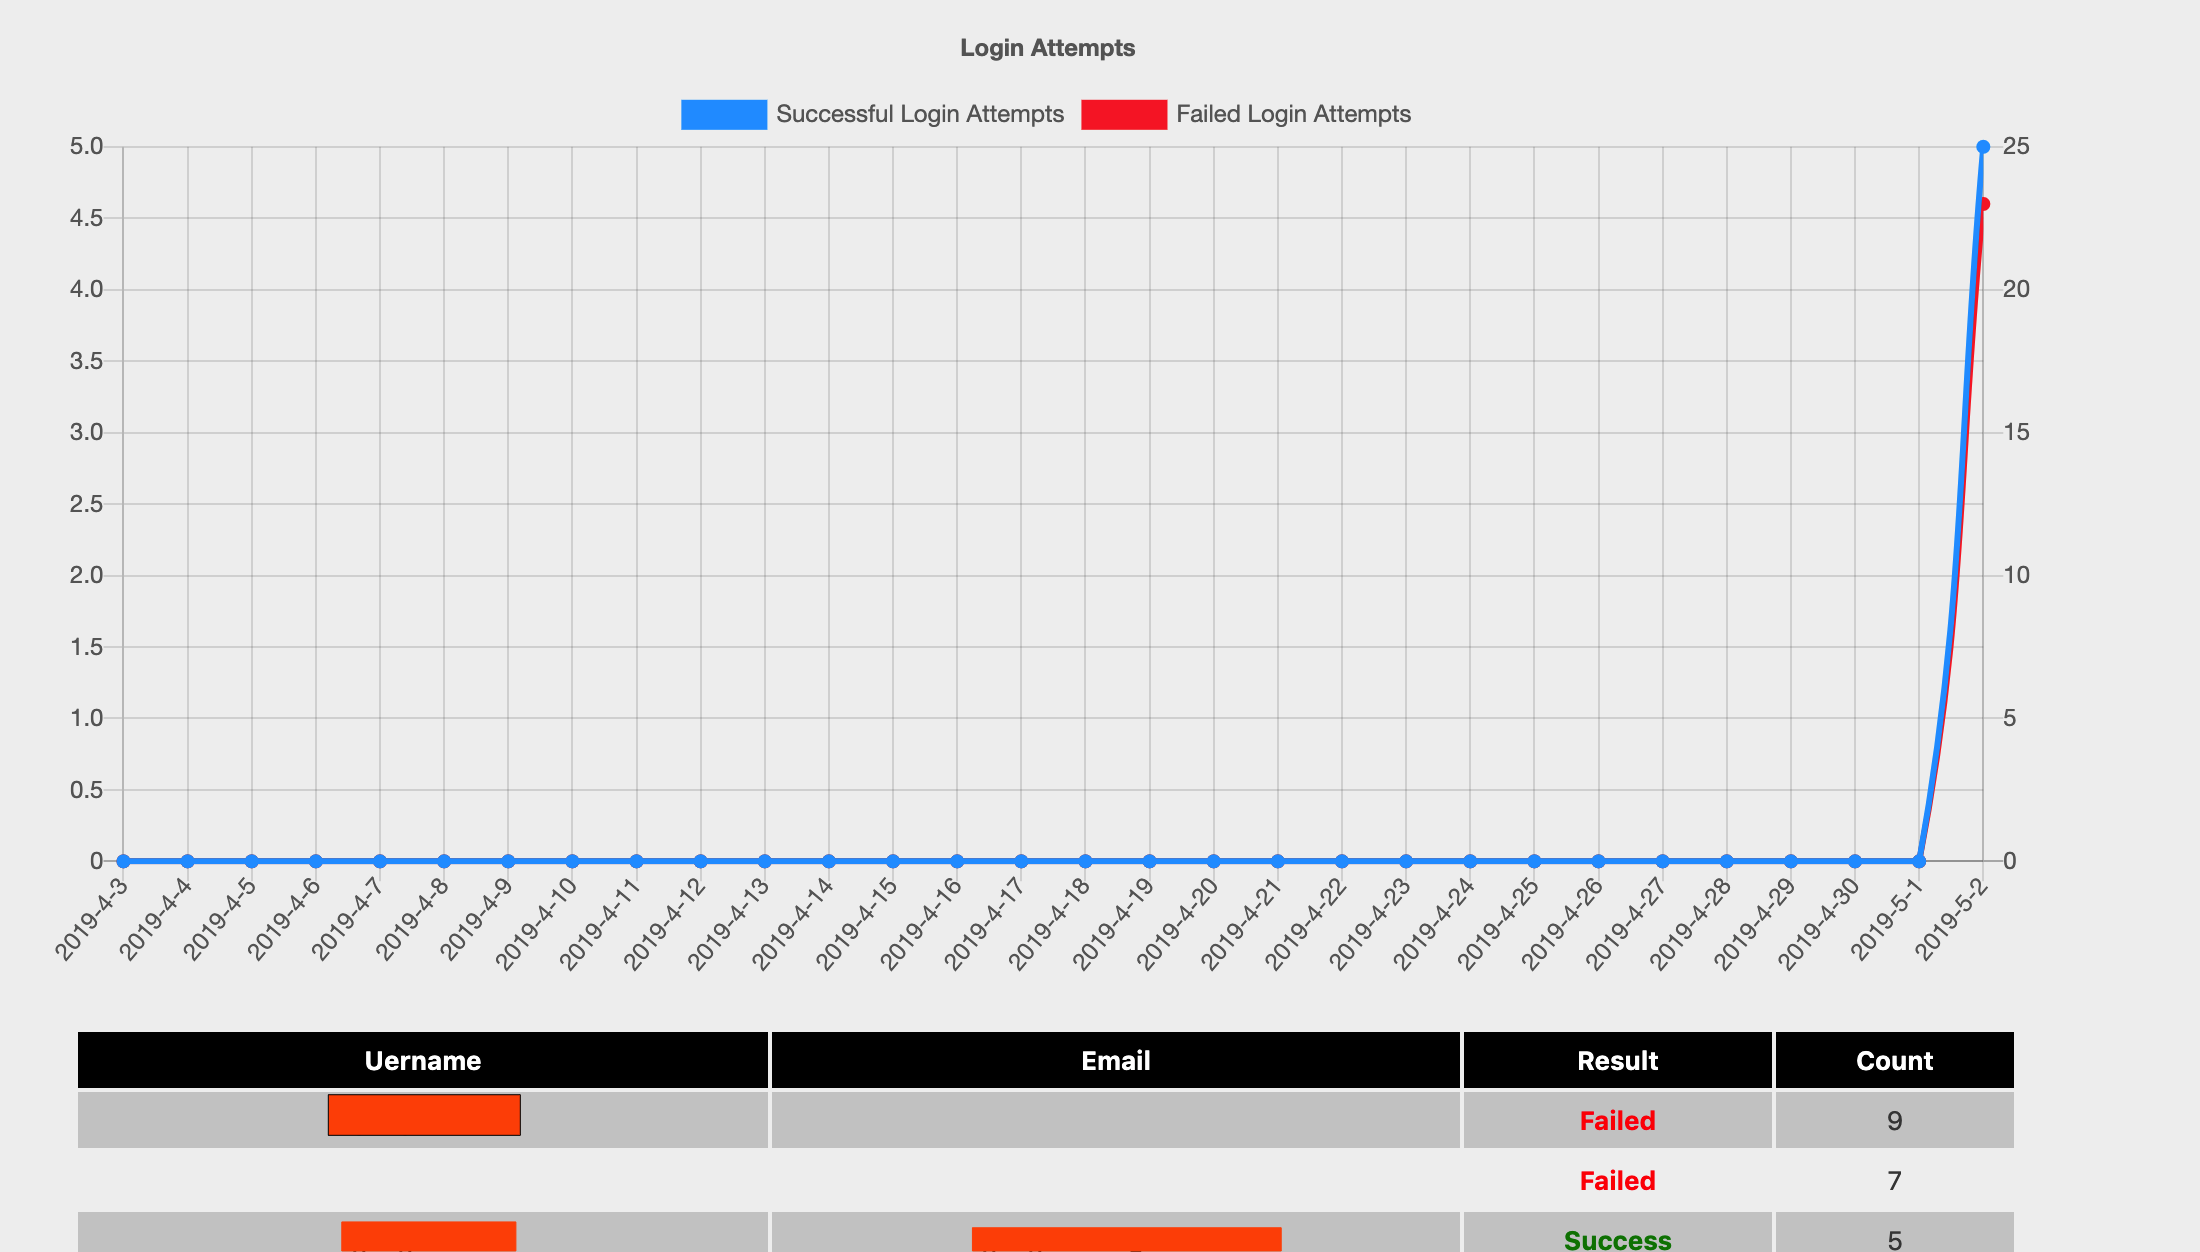 Login Attempts
Successful Login Attempts Failed Login Attempts
5.0 25
4.5
4.0 20
3.5
3.0 15
2.5
2.0 10
1.5
1.0 5
0.5
0 0
2019-4-3 2019-4-4 2019-4-5 2019-4-6 2019-4-7 2019-4-8 2019-4-9 2019-4-10 2019-4-11 2019-4-12 2019-4-13 2019-4-14 2019-4-15 2019-4-16 2019-4-17 2019-4-18 2019-4-19 2019-4-20 2019-4-21 2019-4-22 2019-4-23 2019-4-24 2019-4-25 2019-4-26 2019-4-27 2019-4-28 2019-4-29 2019-4-30 2019-5-1 2019-5-2
Uername Email Result Count
Failed 9
Failed 7
Success 5